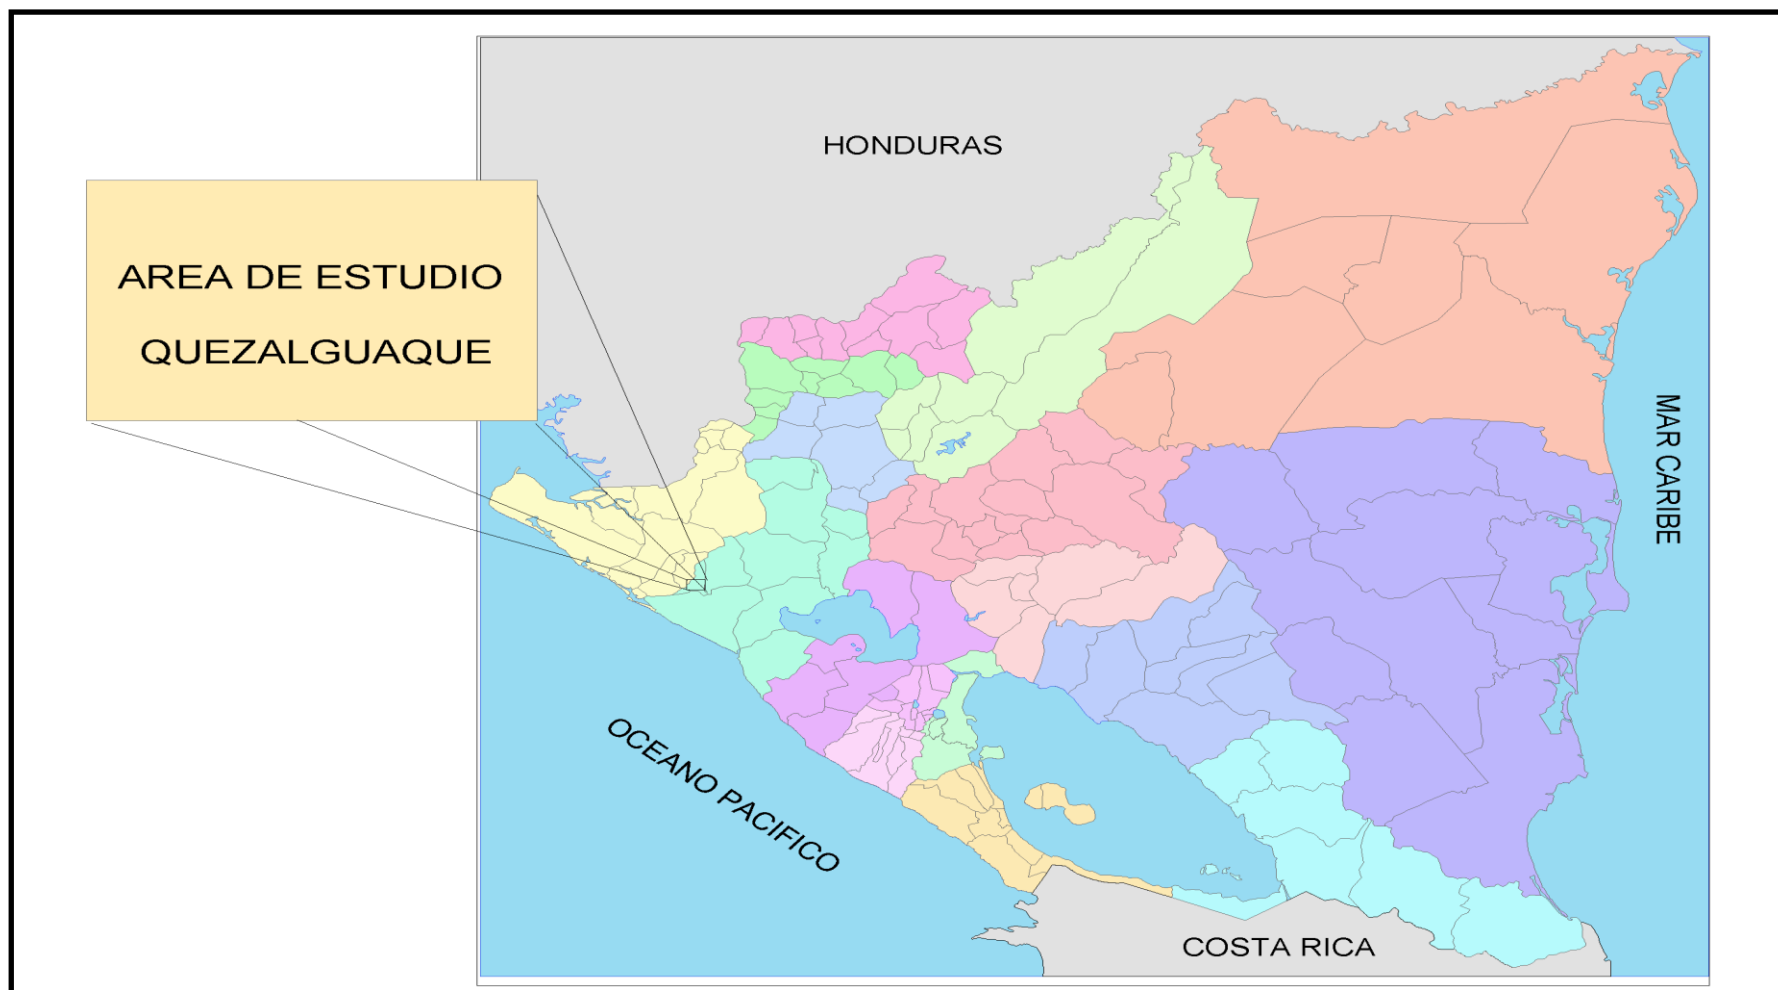 HONDURAS
AREA DE ESTUDIO
QUEZALGUAQUE
MAR CARIBE
OCEANO PACIFICO
COSTA RICA